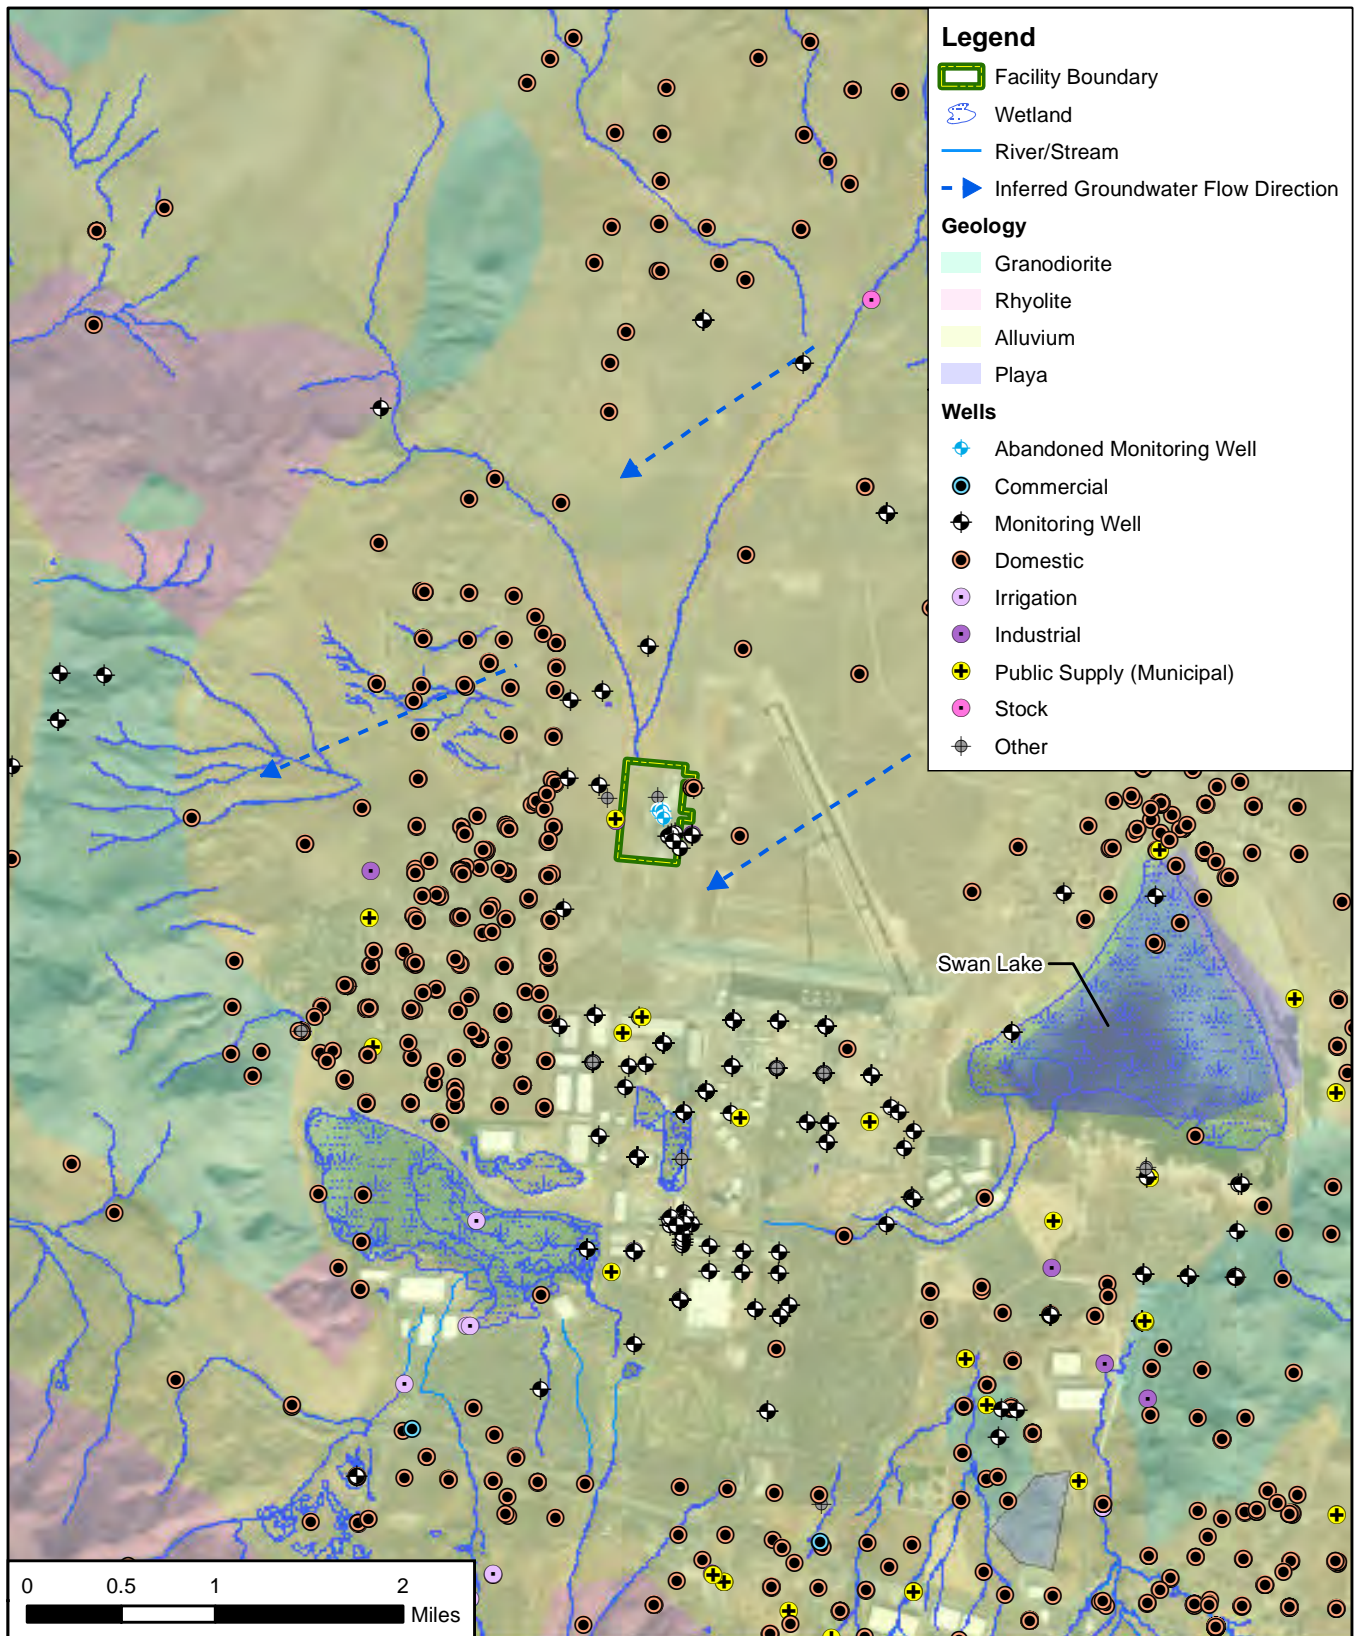 Legend
Facility Boundary
Wetland
River/Stream
Inferred Groundwater Flow Direction
Geology
Granodiorite
Rhyolite
Alluvium
Playa
Wells
Abandoned Monitoring Well
Commercial
Monitoring Well
Domestic
Irrigation
Industrial
Public Supply (Municipal)
Stock
Other
Swan Lake
0 0.5 1 2
Miles